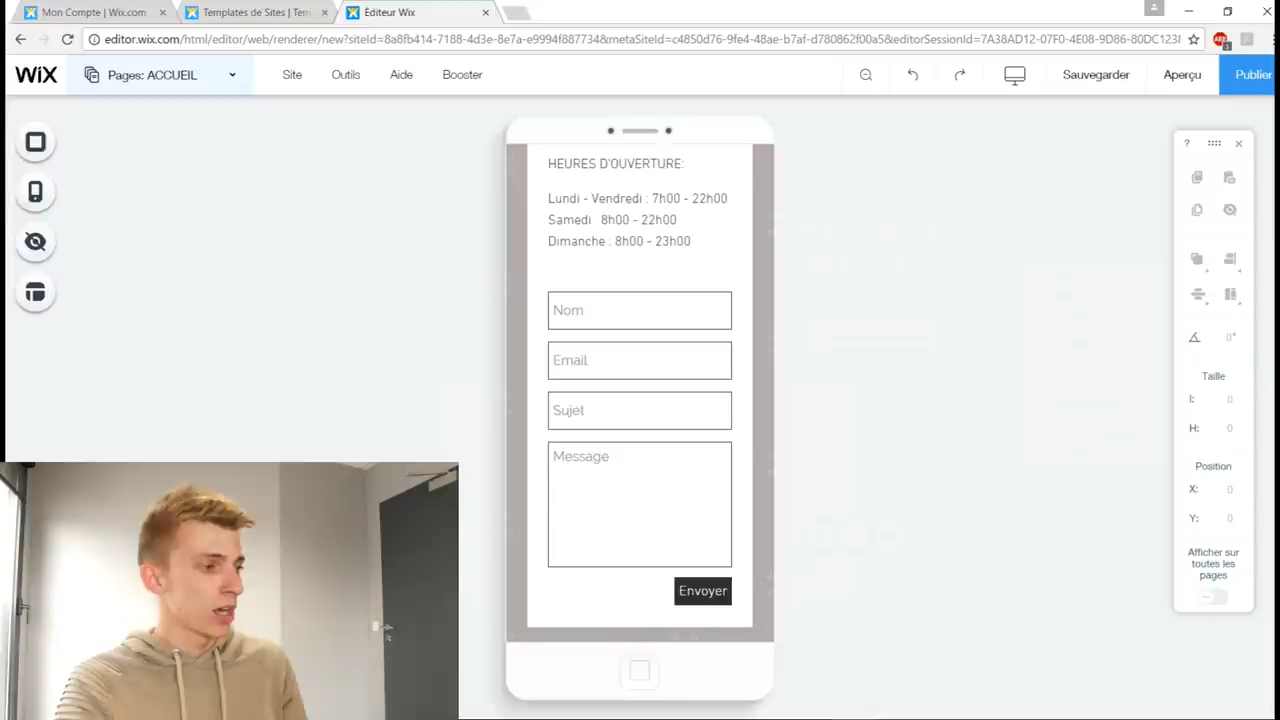 Mon Compte | Wix.com
Templates de Sites | Tem
Éditeur Wix
editor.wix.com/html/editor/web/renderer/new?siteId=8a8fb414-7188-4d3e-8e7a-e9994f887734&metaSiteId=c4850d76-9fe4-48ae-b7af-d780862f00a5&editorSessionId=7A38AD12-07F0-4E08-9D86-80DC123E
WiX
Pages: ACCUEIL
Site
Outils
Aide
Booster
Sauvegarder
Aperçu
Publier
HEURES D'OUVERTURE:
Lundi - Vendredi : 7h00 - 22h00
Samedi 8h00 - 22h00
Dimanche : 8h00 - 23h00
Nom
Email
Sujet
Message
Envoyer
?
0°
Taille
l: 0
H: 0
Position
X: 0
Y: 0
Afficher sur
toutes les
pages